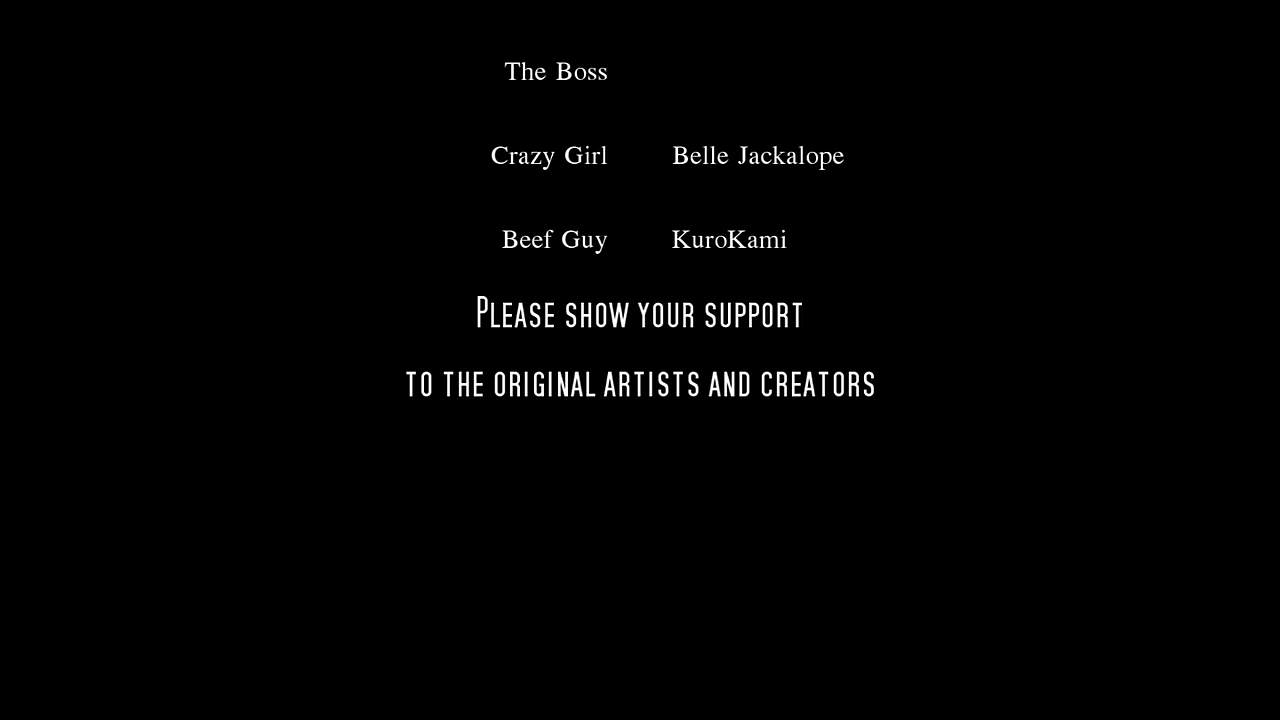 The Boss
Crazy Girl Belle Jackalope
Beef Guy KuroKami
Please show your support
to the original artists and creators